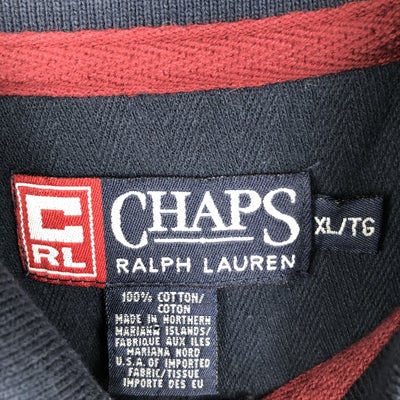 C
RL
CHAPS
RALPH LAUREN
XL/TG
100% COTTON/
COTON
MADE IN NORTHERN
MARIANA ISLANDS/
FABRIQUE AUX ILES
MARIANA NORD
U.S.A. OF IMPORTED
FABRIC/TISSUE
IMPORTE DES EU